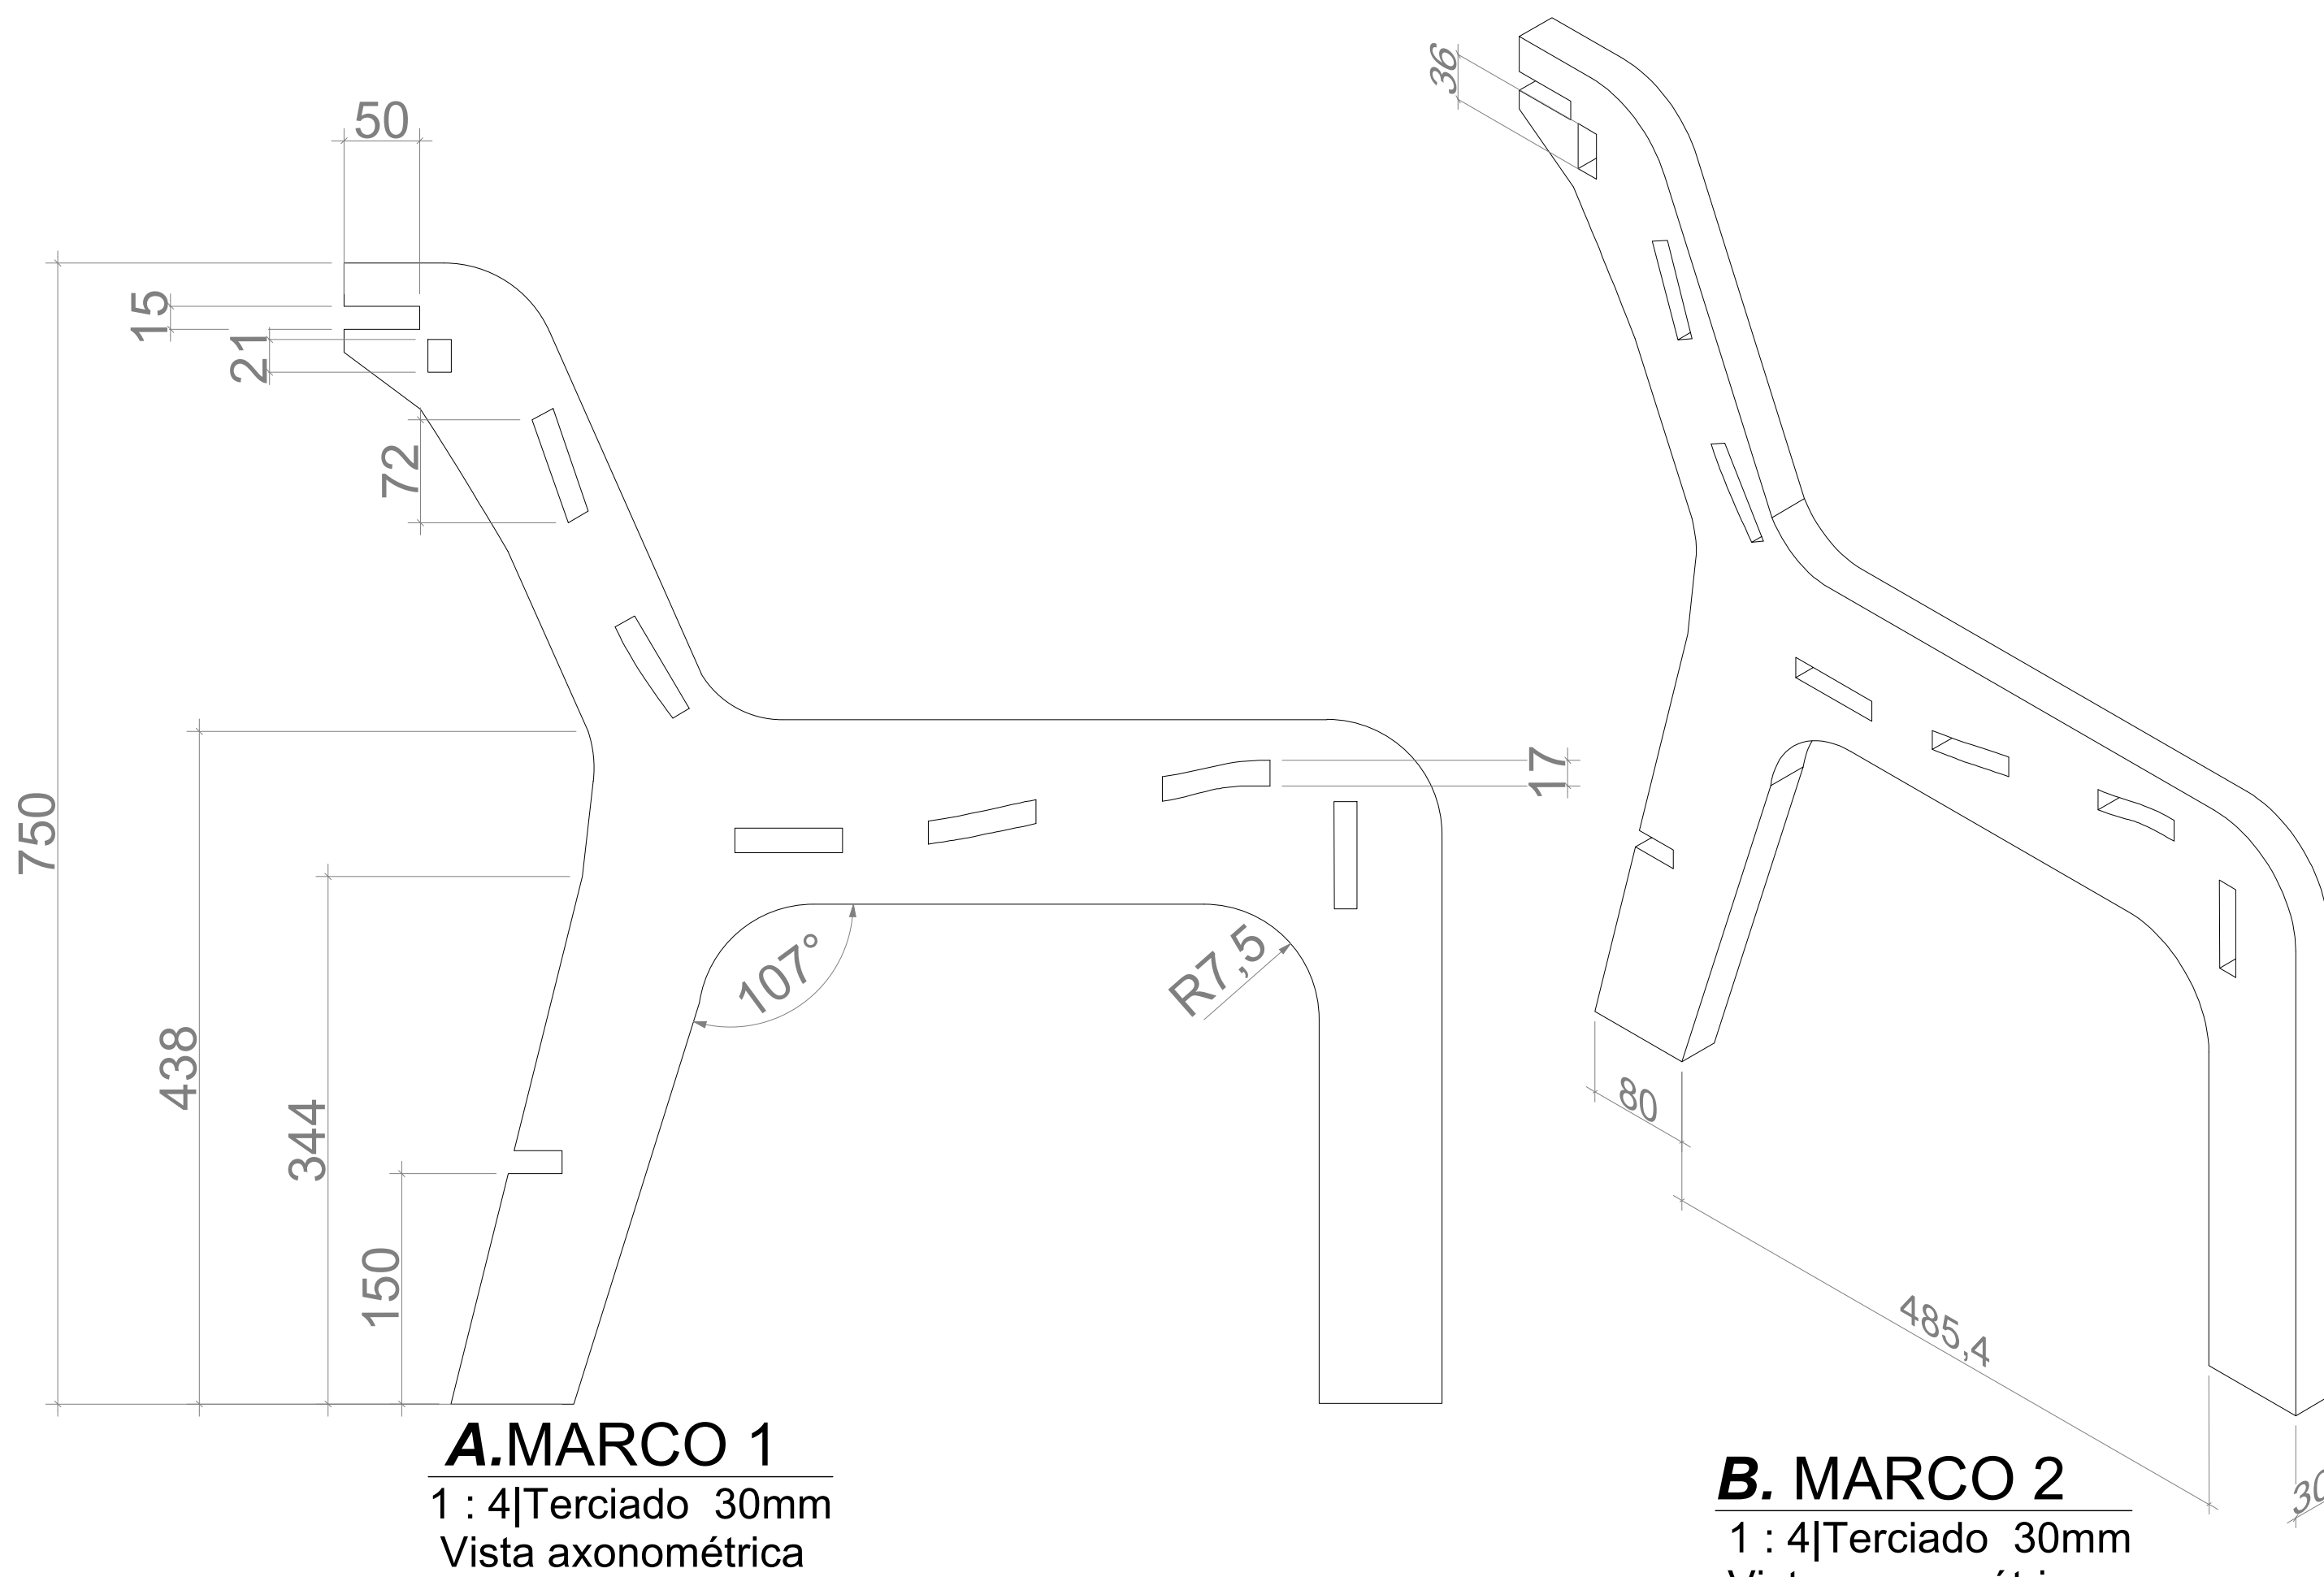 50
36
15
21
72
750
17
107°
R7,5
438
344
150
80
485,4
A.MARCO 1
1 : 4|Terciado 30mm
Vista axonométrica
B. MARCO 2
1 : 4|Terciado 30mm